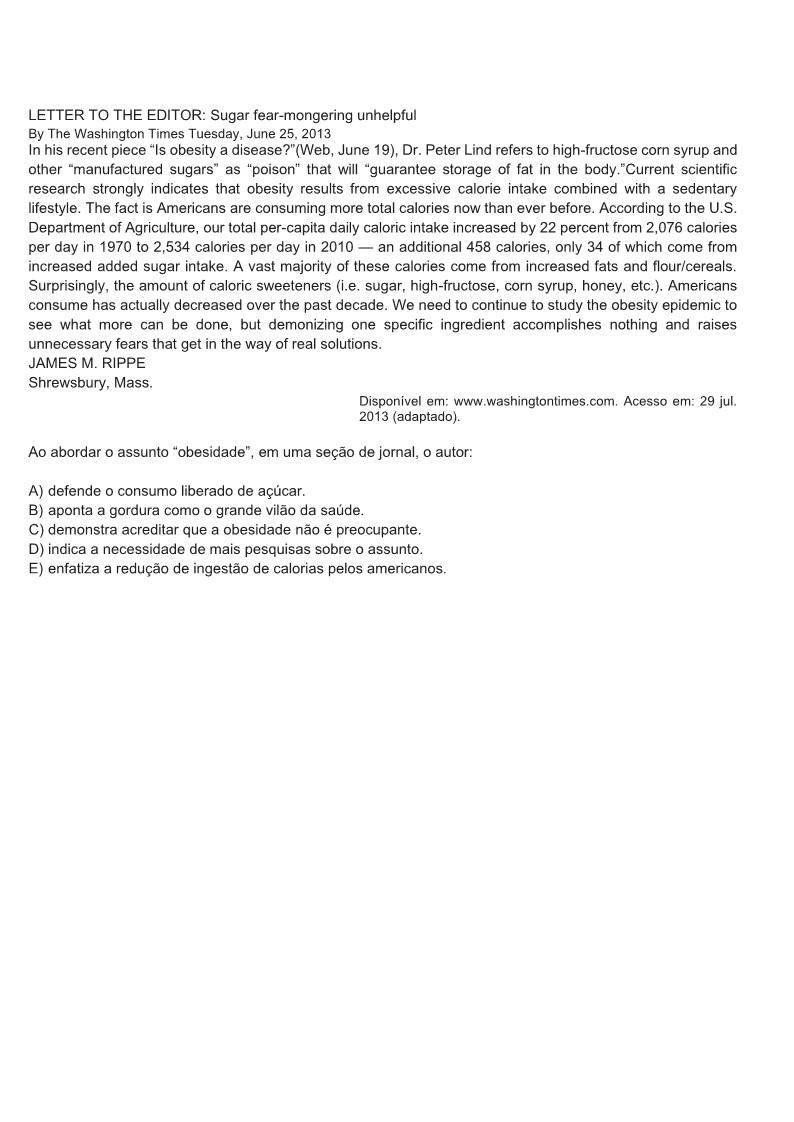 LETTER TO THE EDITOR: Sugar fear-mongering unhelpful
By The Washington Times Tuesday, June 25, 2013
In his recent piece “Is obesity a disease?”(Web, June 19), Dr. Peter Lind refers to high-fructose corn syrup and
other “manufactured sugars” as “poison” that will “guarantee storage of fat in the body.”Current scientific
research strongly indicates that obesity results from excessive calorie intake combined with a sedentary
lifestyle. The fact is Americans are consuming more total calories now than ever before. According to the U.S.
Department of Agriculture, our total per-capita daily caloric intake increased by 22 percent from 2,076 calories
per day in 1970 to 2,534 calories per day in 2010 — an additional 458 calories, only 34 of which come from
increased added sugar intake. A vast majority of these calories come from increased fats and flour/cereals.
Surprisingly, the amount of caloric sweeteners (i.e. sugar, high-fructose, corn syrup, honey, etc.). Americans
consume has actually decreased over the past decade. We need to continue to study the obesity epidemic to
see what more can be done, but demonizing one specific ingredient accomplishes nothing and raises
unnecessary fears that get in the way of real solutions.
JAMES M. RIPPE
Shrewsbury, Mass.
Disponível em: www.washingtontimes.com. Acesso em: 29 jul.
2013 (adaptado).
Ao abordar o assunto “obesidade”, em uma seção de jornal, o autor:
A) defende o consumo liberado de açúcar.
B) aponta a gordura como o grande vilão da saúde.
C) demonstra acreditar que a obesidade não é preocupante.
D) indica a necessidade de mais pesquisas sobre o assunto.
E) enfatiza a redução de ingestão de calorias pelos americanos.